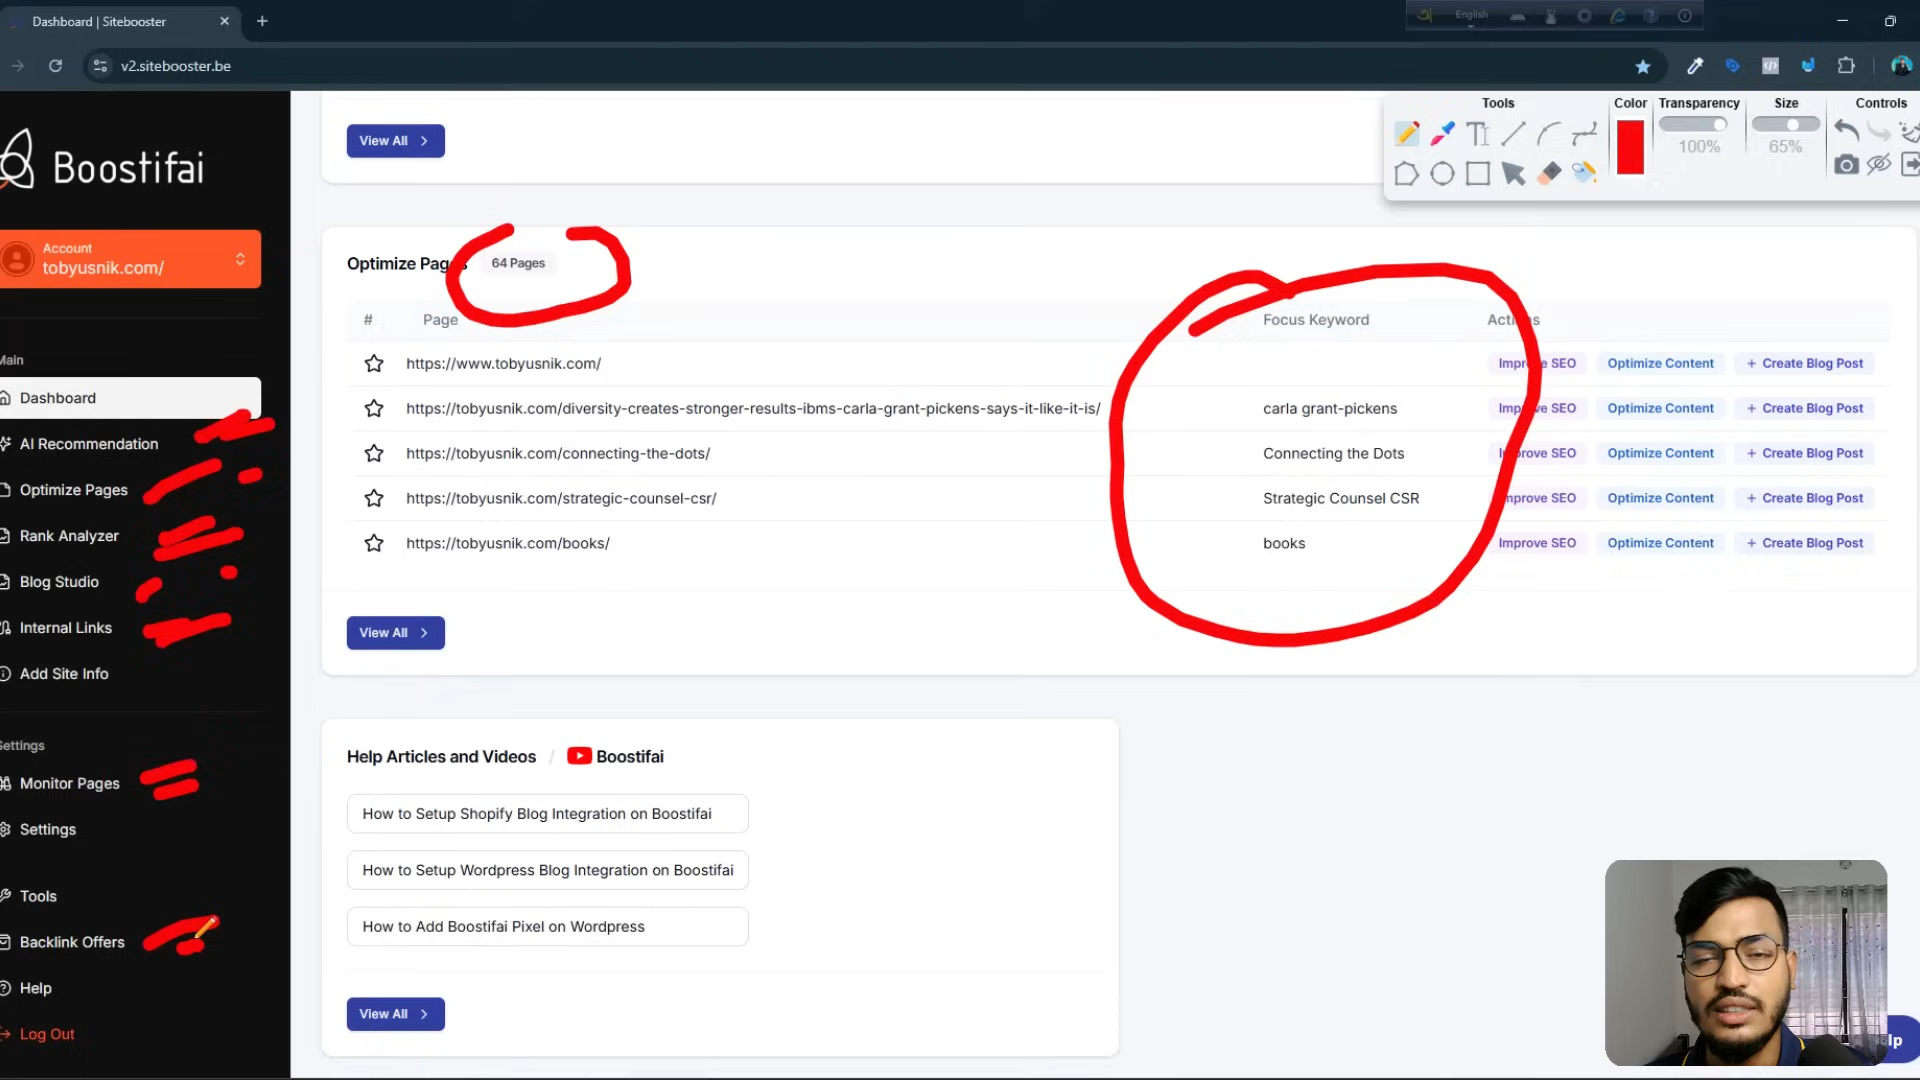 Dashboard | Sitebooster
English
v2.sitebooster.be
Tools
Color
Transparency
Size
Controls
100%
65%
Boostifai
Account
tobyusnik.com/
Main
Dashboard
AI Recommendation
Optimize Pages
Rank Analyzer
Blog Studio
Internal Links
Add Site Info
Settings
Monitor Pages
Settings
Tools
Backlink Offers
Help
Log Out
View All
Optimize Pages 64 Pages
# Page Focus Keyword Actions
https://www.tobyusnik.com/ Improve SEO Optimize Content + Create Blog Post
https://tobyusnik.com/diversity-creates-stronger-results-ibms-carla-grant-pickens-says-it-like-it-is/ carla grant-pickens Improve SEO Optimize Content + Create Blog Post
https://tobyusnik.com/connecting-the-dots/ Connecting the Dots Improve SEO Optimize Content + Create Blog Post
https://tobyusnik.com/strategic-counsel-csr/ Strategic Counsel CSR Improve SEO Optimize Content + Create Blog Post
https://tobyusnik.com/books/ books Improve SEO Optimize Content + Create Blog Post
View All
Help Articles and Videos / Boostifai
How to Setup Shopify Blog Integration on Boostifai
How to Setup Wordpress Blog Integration on Boostifai
How to Add Boostifai Pixel on Wordpress
View All
lp